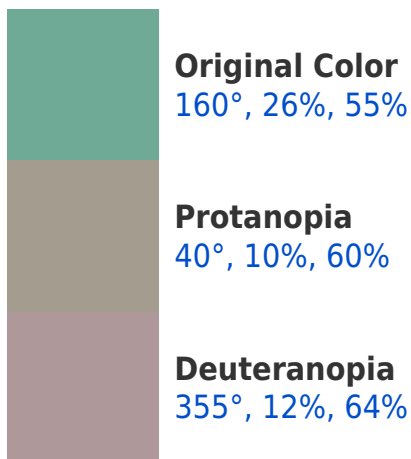 Original Color
160°, 26%, 55%
Protanopia
40°, 10%, 60%
Deuteranopia
355°, 12%, 64%